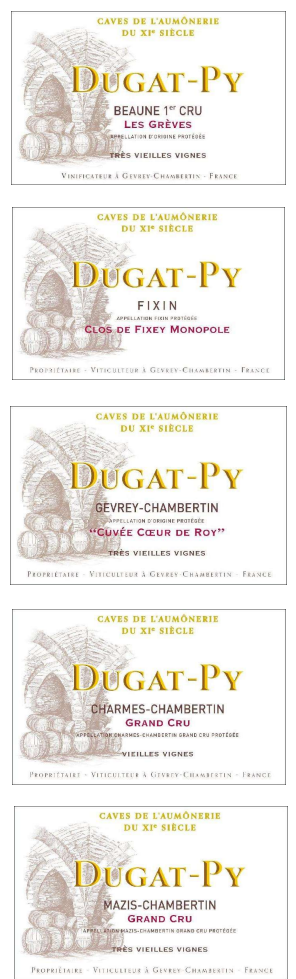 CAVES DE L'AUMÔNERIE
DU XIe SIÈCLE
DUGAT-PY
BEAUNE 1er CRU
LES GRÈVES
APPELLATION D'ORIGINE PROTÉGÉE
TRÈS VIEILLES VIGNES
VINIFICATEUR À GEVREY-CHAMBERTIN - FRANCE
CAVES DE L'AUMÔNERIE
DU XIe SIÈCLE
DUGAT-PY
FIXIN
APPELLATION FIXIN PROTÉGÉE
CLOS DE FIXEY MONOPOLE
PROPRIÉTAIRE - VITICULTEUR À GEVREY-CHAMBERTIN - FRANCE
CAVES DE L'AUMÔNERIE
DU XIe SIÈCLE
DUGAT-PY
GEVREY-CHAMBERTIN
APPELLATION D'ORIGINE PROTÉGÉE
“CUVÉE CŒUR DE ROY”
TRÈS VIEILLES VIGNES
PROPRIÉTAIRE - VITICULTEUR À GEVREY-CHAMBERTIN - FRANCE
CAVES DE L'AUMÔNERIE
DU XIe SIÈCLE
DUGAT-PY
CHARMES-CHAMBERTIN
GRAND CRU
APPELLATION CHARMES-CHAMBERTIN GRAND CRU PROTÉGÉE
VIEILLES VIGNES
PROPRIÉTAIRE - VITICULTEUR À GEVREY-CHAMBERTIN - FRANCE
CAVES DE L'AUMÔNERIE
DU XIe SIÈCLE
DUGAT-PY
MAZIS-CHAMBERTIN
GRAND CRU
APPELLATION MAZIS-CHAMBERTIN GRAND CRU PROTÉGÉE
TRÈS VIEILLES VIGNES
PROPRIÉTAIRE - VITICULTEUR À GEVREY-CHAMBERTIN - FRANCE